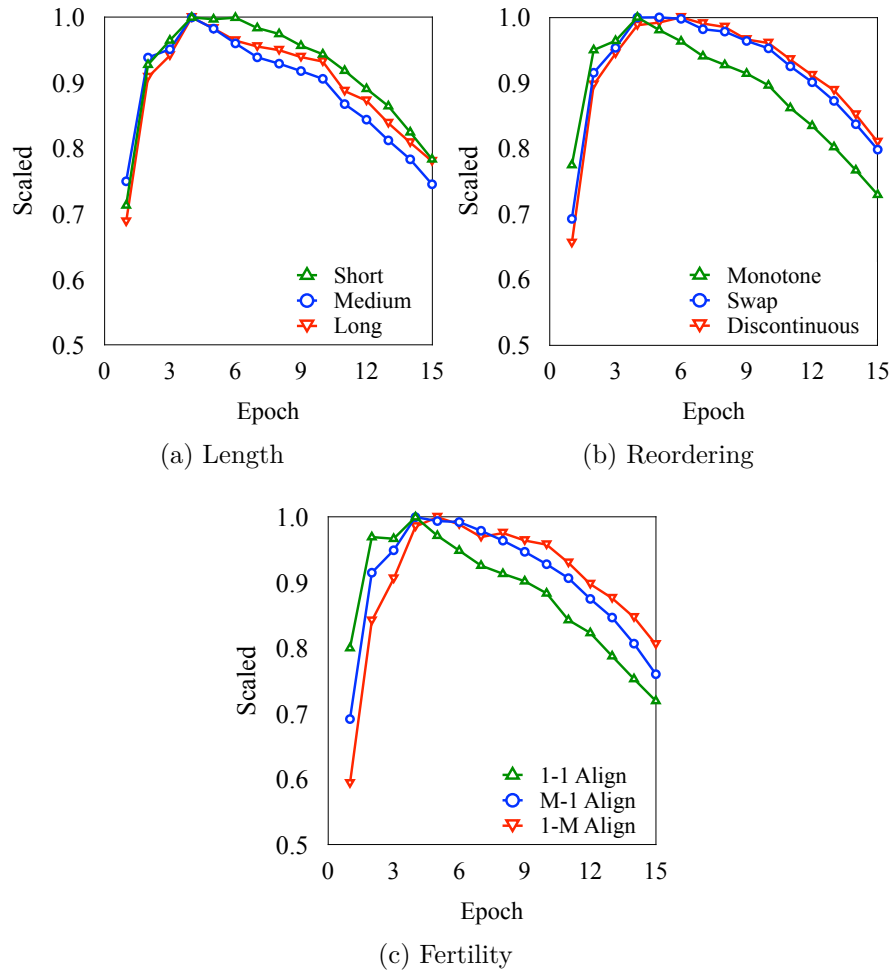 1.0
0.9
0.8
0.7
0.6
0.5
Scaled
Short
Medium
Long
0 3 6 9 12 15
Epoch
(a) Length
1.0
0.9
0.8
0.7
0.6
0.5
Scaled
Monotone
Swap
Discontinuous
0 3 6 9 12 15
Epoch
(b) Reordering
1.0
0.9
0.8
0.7
0.6
0.5
Scaled
1-1 Align
M-1 Align
1-M Align
0 3 6 9 12 15
Epoch
(c) Fertility